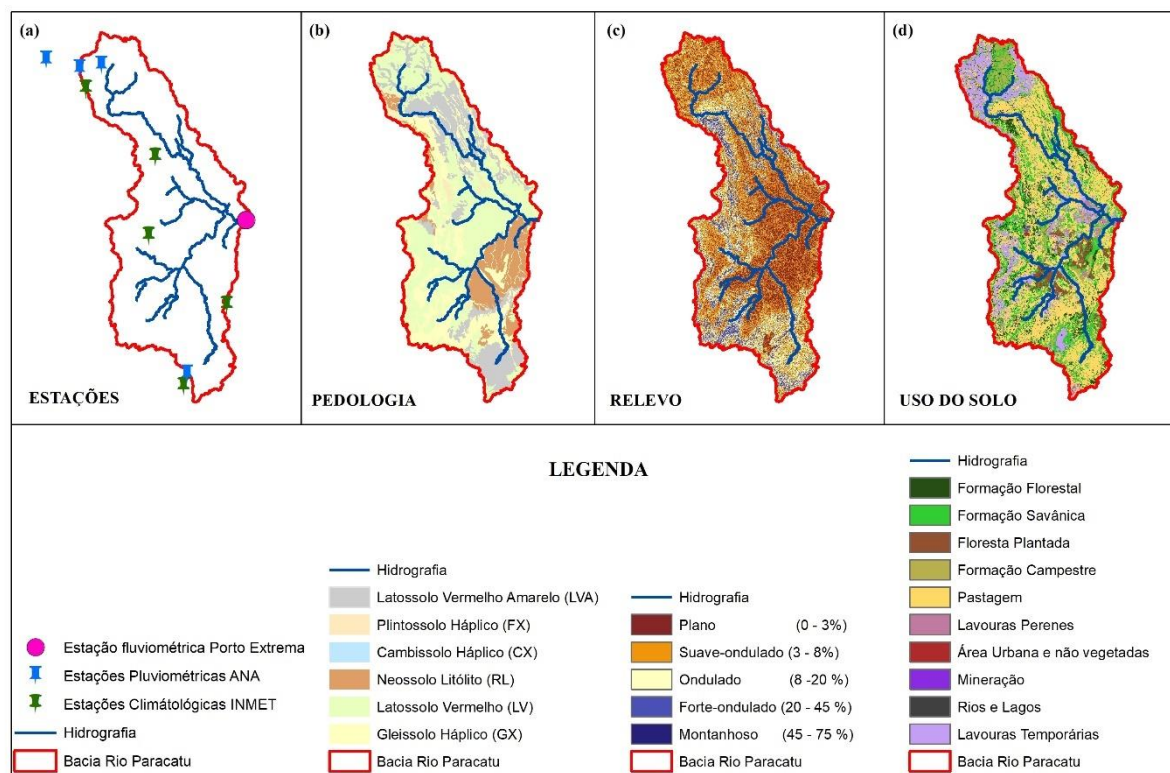 (a)
(b)
(c)
(d)
ESTAÇÕES
PEDOLOGIA
RELEVO
USO DO SOLO
LEGENDA
Estação fluviométrica Porto Extrema
Estações Pluviométricas ANA
Estações Climátológicas INMET
Hidrografia
Bacia Rio Paracatu
Hidrografia
Latossolo Vermelho Amarelo (LVA)
Plintossolo Háplico (FX)
Cambissolo Háplico (CX)
Neossolo Litólito (RL)
Latossolo Vermelho (LV)
Gleissolo Háplico (GX)
Bacia Rio Paracatu
Hidrografia
Plano (0 - 3%)
Suave-ondulado (3 - 8%)
Ondulado (8 -20 %)
Forte-ondulado (20 - 45 %)
Montanhoso (45 - 75 %)
Bacia Rio Paracatu
Hidrografia
Formação Florestal
Formação Savânica
Floresta Plantada
Formação Campestre
Pastagem
Lavouras Perenes
Área Urbana e não vegetadas
Mineração
Rios e Lagos
Lavouras Temporárias